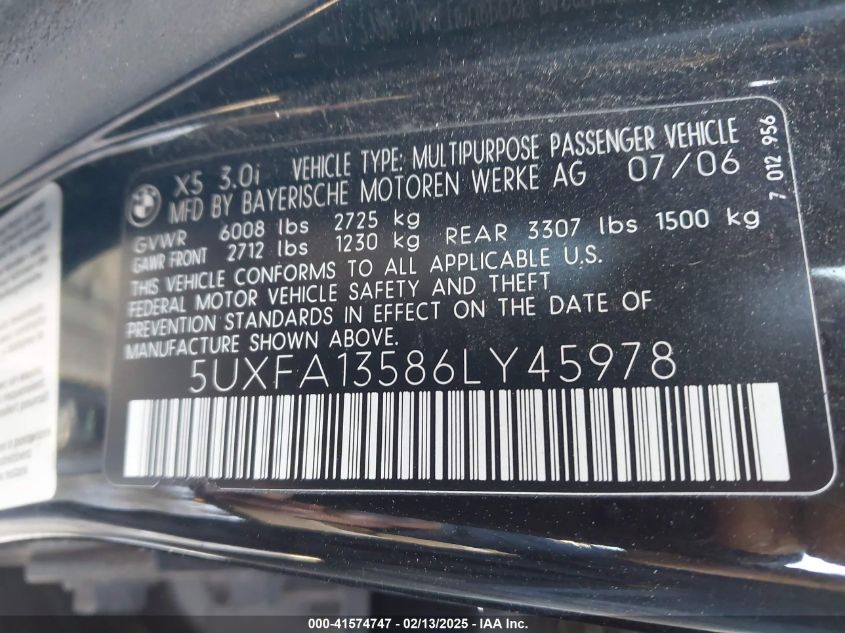 X5 3.0i VEHICLE TYPE: MULTIPURPOSE PASSENGER VEHICLE
MFD BY BAYERISCHE MOTOREN WERKE AG 07/06
GVWR 6008 lbs 2725 kg
GAWR FRONT 2712 lbs 1230 kg REAR 3307 lbs 1500 kg
THIS VEHICLE CONFORMS TO ALL APPLICABLE U.S.
FEDERAL MOTOR VEHICLE SAFETY AND THEFT
PREVENTION STANDARDS IN EFFECT ON THE DATE OF
MANUFACTURE SHOWN ABOVE.
5UXFA13586LY45978
7 012 956
000-41574747 - 02/13/2025 - IAA Inc.